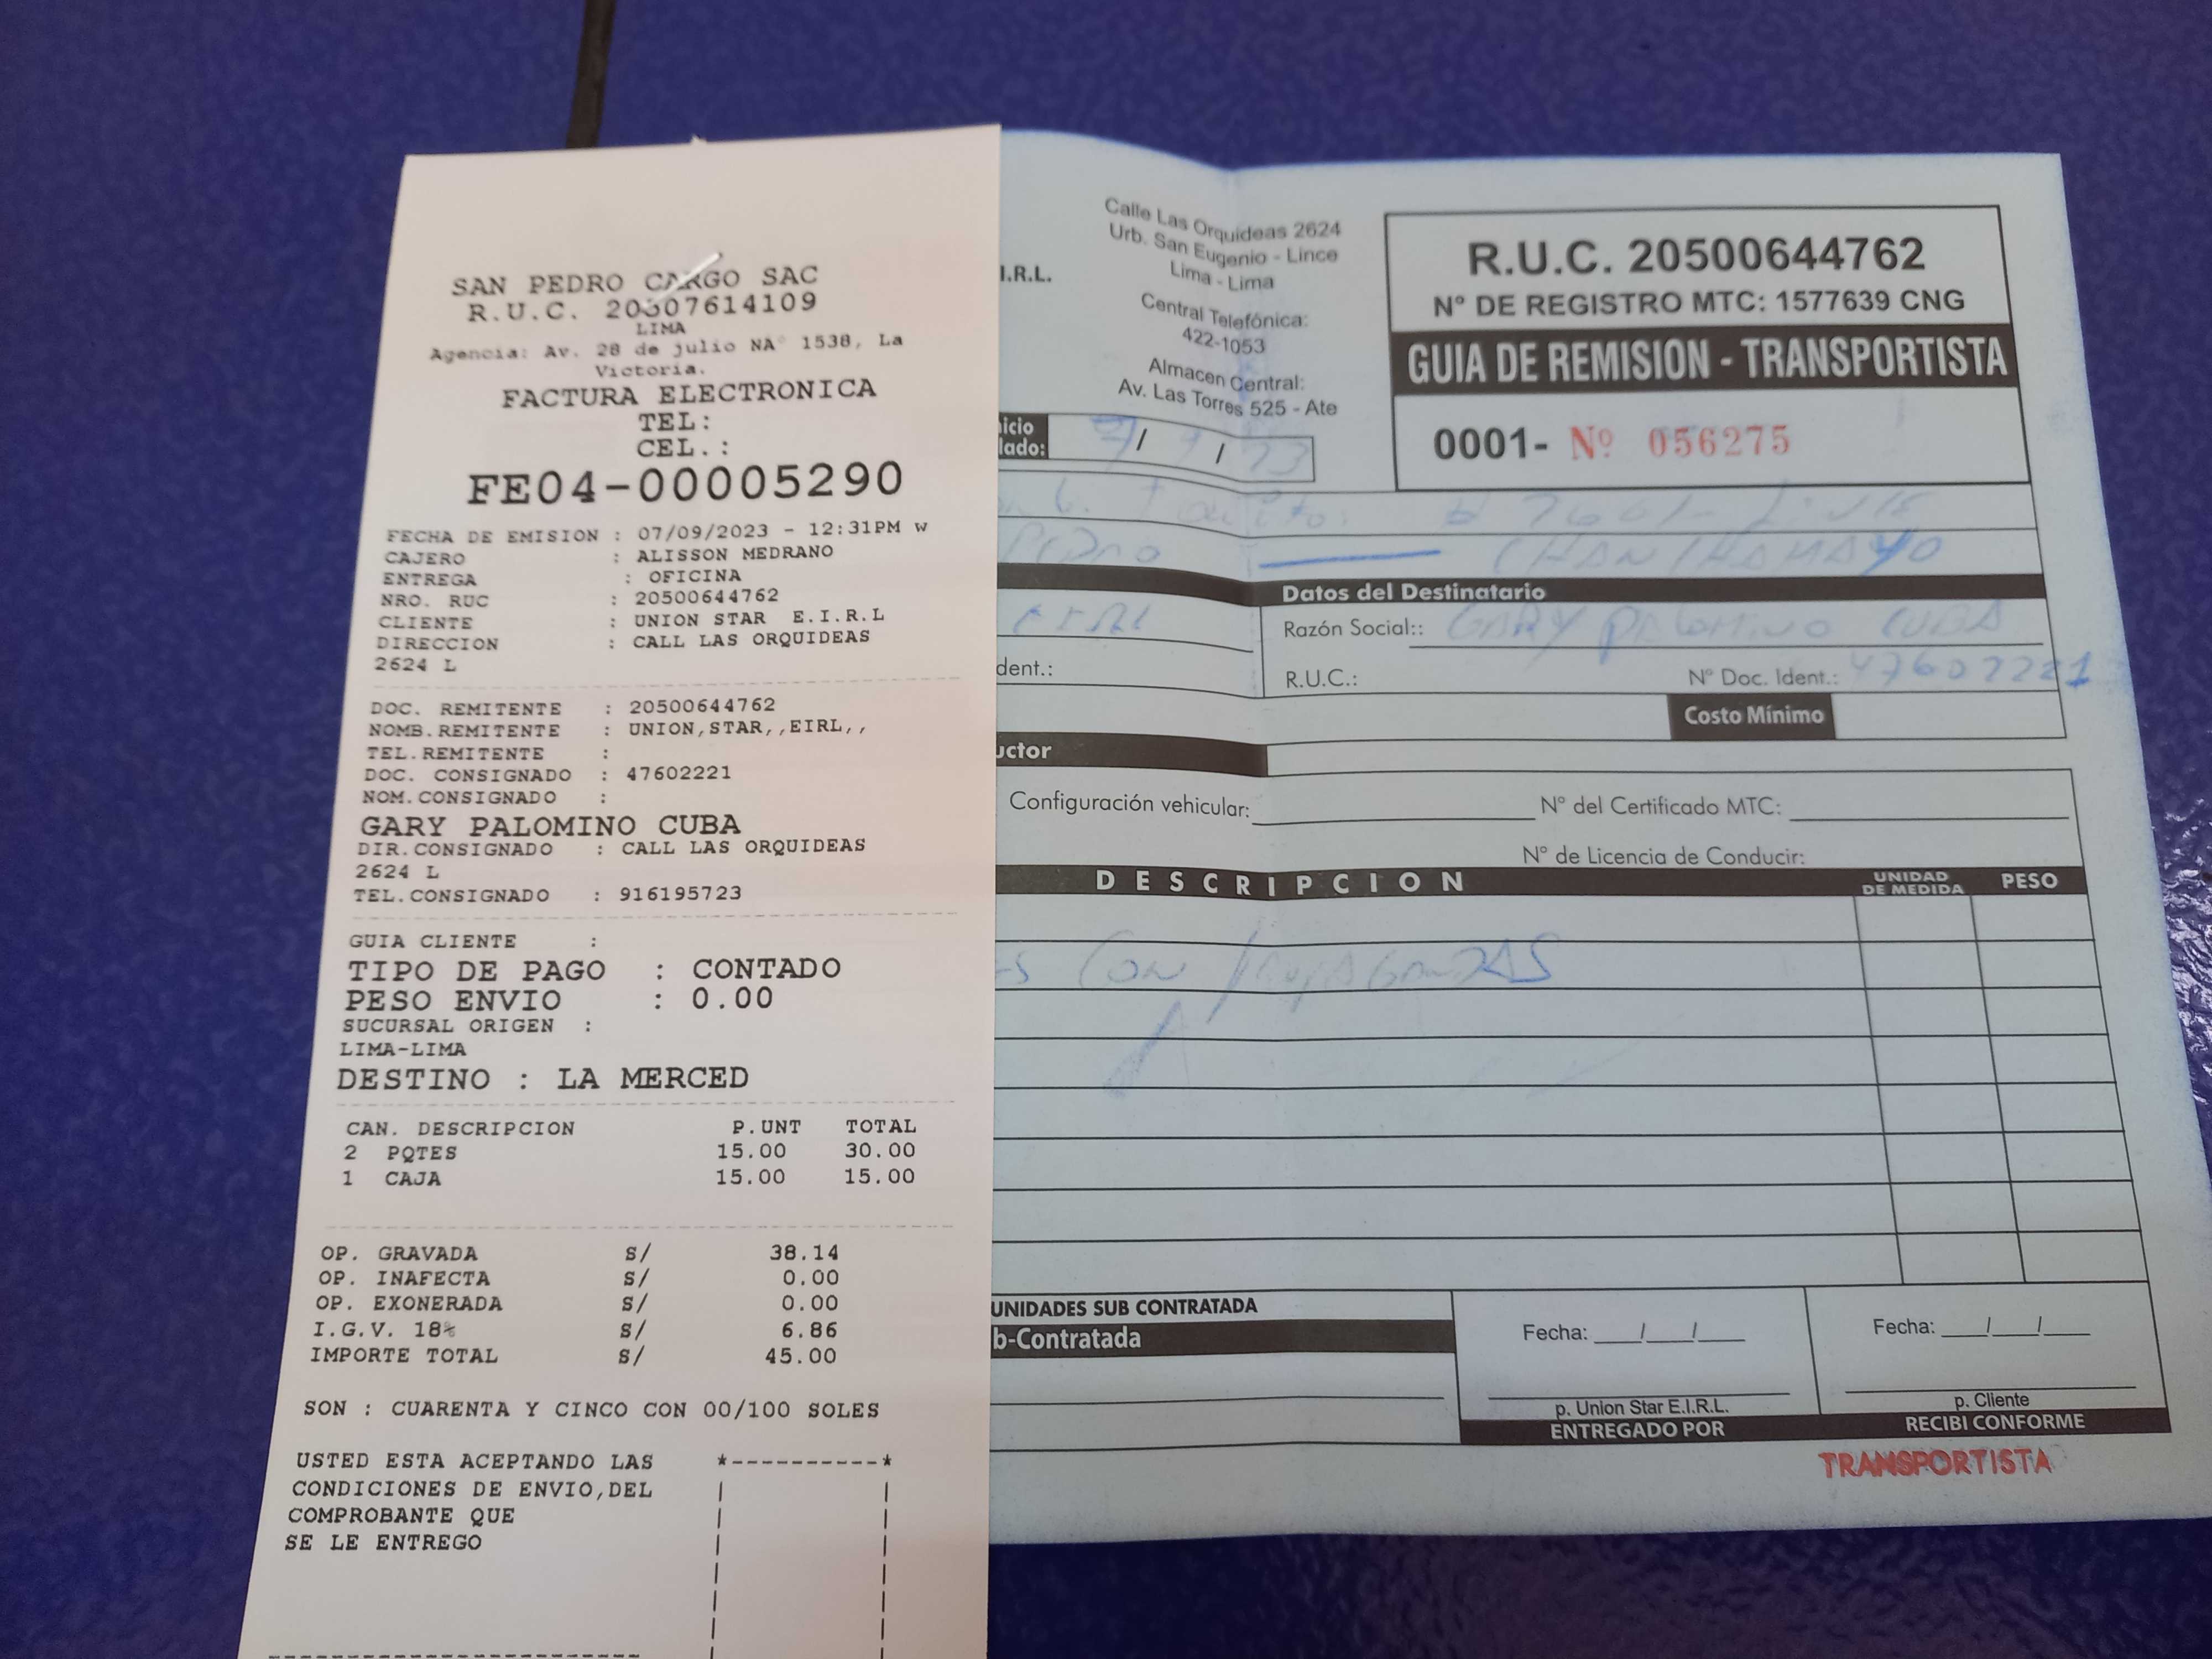 SAN PEDRO CARGO SAC
R.U.C. 20507614109
LIMA
Agencia: Av. 28 de julio NA° 1538, La
Victoria.
FACTURA ELECTRONICA
TEL:
CEL.:
FE04-00005290
FECHA DE EMISION : 07/09/2023 - 12:31PM w
CAJERO : ALISSON MEDRANO
ENTREGA : OFICINA
NRO. RUC : 20500644762
CLIENTE : UNION STAR E.I.R.L
DIRECCION : CALL LAS ORQUIDEAS
2624 L
DOC. REMITENTE : 20500644762
NOMB.REMITENTE : UNION,STAR,,EIRL,,
TEL.REMITENTE :
DOC. CONSIGNADO : 47602221
NOM.CONSIGNADO :
GARY PALOMINO CUBA
DIR.CONSIGNADO : CALL LAS ORQUIDEAS
2624 L
TEL.CONSIGNADO : 916195723
GUIA CLIENTE :
TIPO DE PAGO : CONTADO
PESO ENVIO : 0.00
SUCURSAL ORIGEN :
LIMA-LIMA
DESTINO : LA MERCED
CAN. DESCRIPCION P.UNT TOTAL
2 PQTES 15.00 30.00
1 CAJA 15.00 15.00
OP. GRAVADA S/ 38.14
OP. INAFECTA S/ 0.00
OP. EXONERADA S/ 0.00
I.G.V. 18% S/ 6.86
IMPORTE TOTAL S/ 45.00
SON : CUARENTA Y CINCO CON 00/100 SOLES
USTED ESTA ACEPTANDO LAS
CONDICIONES DE ENVIO,DEL
COMPROBANTE QUE
SE LE ENTREGO
I.R.L.
Calle Las Orquídeas 2624
Urb. San Eugenio - Lince
Lima - Lima
Central Telefónica:
422-1053
Almacen Central:
Av. Las Torres 525 - Ate
R.U.C. 20500644762
N° DE REGISTRO MTC: 1577639 CNG
GUIA DE REMISION - TRANSPORTISTA
0001- Nº 056275
icio
lado: 7/ 9 / 23
Datos del Destinatario
EIRL
Razón Social:: GARY PALOMINO CUBA
dent.:
R.U.C.: N° Doc. Ident.: 47602221
Costo Mínimo
uctor
Configuración vehicular: N° del Certificado MTC:
N° de Licencia de Conducir:
DESCRIPCION UNIDAD DE MEDIDA PESO
CON
UNIDADES SUB CONTRATADA
b-Contratada
Fecha: / /
p. Union Star E.I.R.L.
ENTREGADO POR
Fecha: / /
p. Cliente
RECIBI CONFORME
TRANSPORTISTA